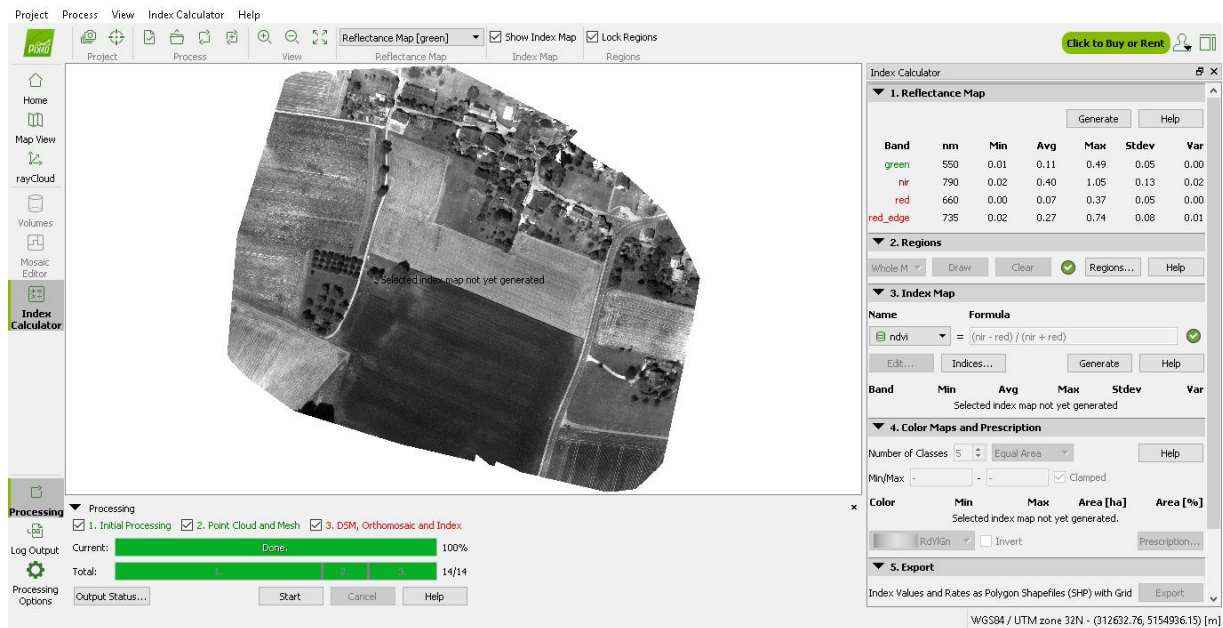 Project Process View Index Calculator Help
Pix4D
Project
Process
View
Reflectance Map [green]
Reflectance Map
Show Index Map
Index Map
Lock Regions
Regions
Click to Buy or Rent
Home
Map View
rayCloud
Volumes
Mosaic
Editor
Index
Calculator
Processing
Log Output
Processing
Options
Selected index map not yet generated
Processing
1. Initial Processing 2. Point Cloud and Mesh 3. DSM, Orthomosaic and Index
Current: Done. 100%
Total: 1. 2. 3. 14/14
Output Status... Start Cancel Help
Index Calculator
1. Reflectance Map
Generate Help
Band nm Min Avg Max Stdev Var
green 550 0.01 0.11 0.49 0.05 0.00
nir 790 0.02 0.40 1.05 0.13 0.02
red 660 0.00 0.07 0.37 0.05 0.00
red_edge 735 0.02 0.27 0.74 0.08 0.01
2. Regions
Whole M Draw Clear Regions... Help
3. Index Map
Name Formula
ndvi = (nir - red) / (nir + red)
Edit... Indices... Generate Help
Band Min Avg Max Stdev Var
Selected index map not yet generated
4. Color Maps and Prescription
Number of Classes 5 Equal Area Help
Min/Max - - - Clamped
Color Min Max Area [ha] Area [%]
Selected index map not yet generated.
RdYlGn Invert Prescription...
5. Export
Index Values and Rates as Polygon Shapefiles (SHP) with Grid Export
WGS84 / UTM zone 32N - (312632.76, 5154936.15) [m]